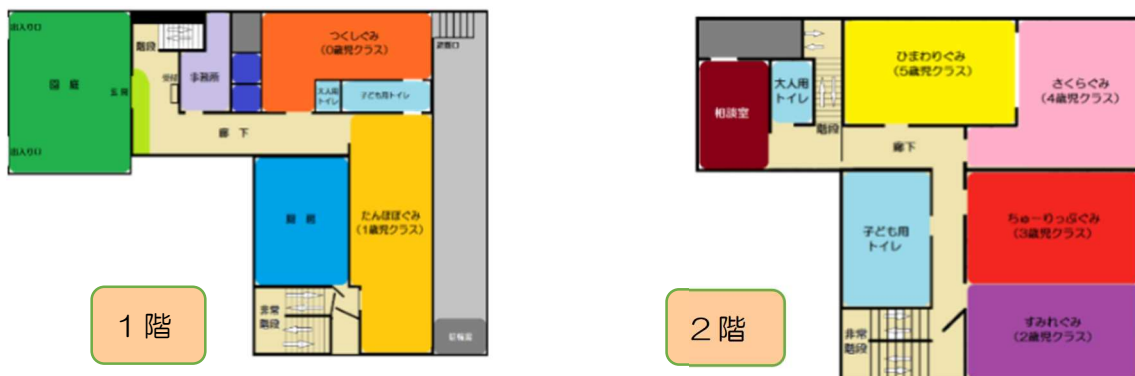 出入り口
園庭
出入り口
玄関
階段
受付
事務所
つくしぐみ
(0歳児クラス)
大人用
トイレ
子ども用トイレ
廊下
厨房
たんぽぽぐみ
(1歳児クラス)
非常
階段
1階
相談室
大人用
トイレ
階段
ひまわりぐみ
(5歳児クラス)
さくらぐみ
(4歳児クラス)
廊下
子ども用
トイレ
ちゅーりっぷぐみ
(3歳児クラス)
すみれぐみ
(2歳児クラス)
非常
階段
2階